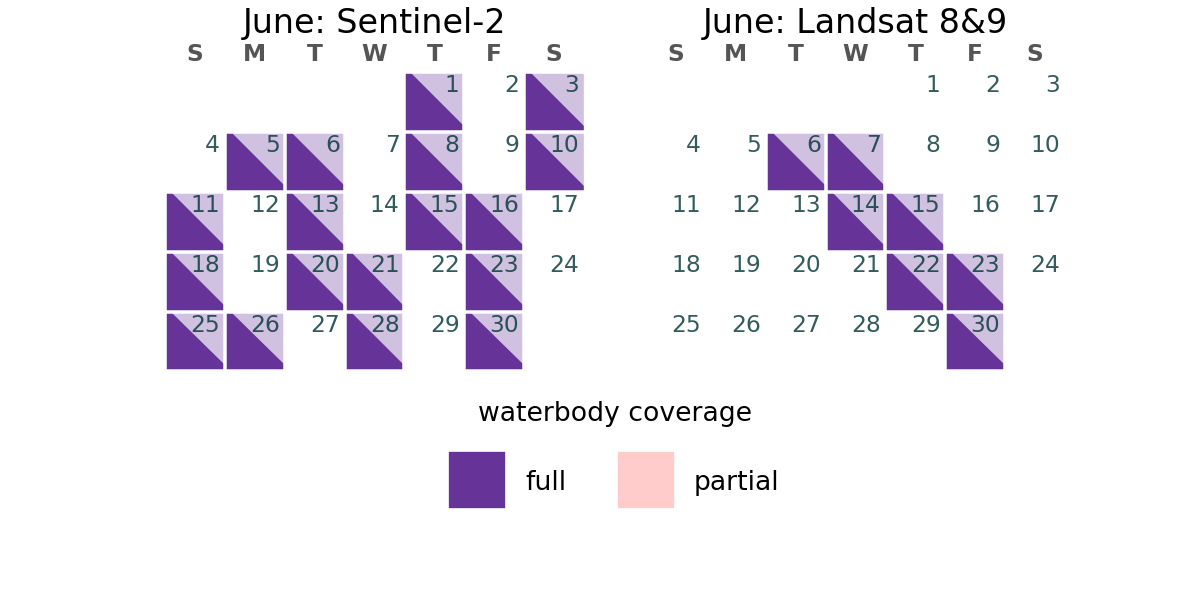 June: Sentinel-2
S M T W T F S
1 2 3
4 5 6 7 8 9 10
11 12 13 14 15 16 17
18 19 20 21 22 23 24
25 26 27 28 29 30
June: Landsat 8&9
S M T W T F S
1 2 3
4 5 6 7 8 9 10
11 12 13 14 15 16 17
18 19 20 21 22 23 24
25 26 27 28 29 30
waterbody coverage
full partial